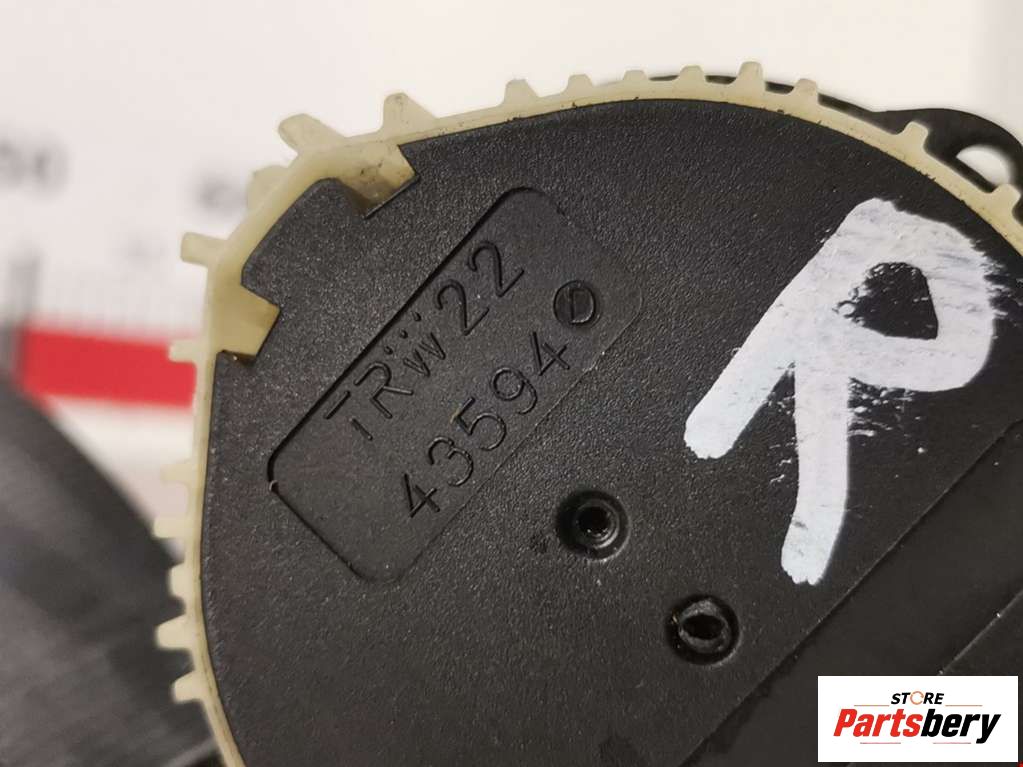 TRW 22
43594 D
R
STORE
Partsbery